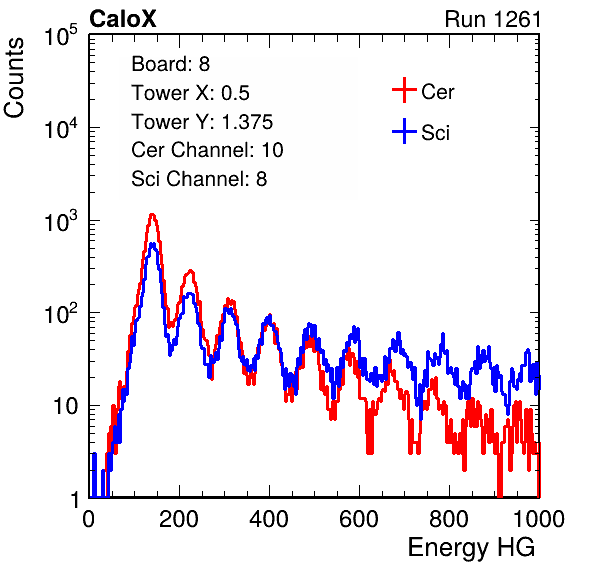 CaloX Run 1261
Counts
10^5
10^4
10^3
10^2
10
1
Board: 8
Tower X: 0.5
Tower Y: 1.375
Cer Channel: 10
Sci Channel: 8
Cer
Sci
0 200 400 600 800 1000
Energy HG